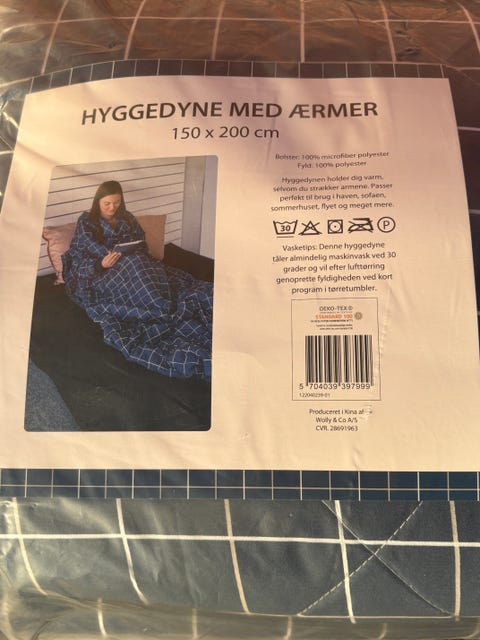 HYGGEDYNE MED ÆRMER
150 x 200 cm
Bolster: 100% microfiber polyester
Fyld: 100% polyester
Hyggedynen holder dig varm,
selvom du strækker armene. Passer
perfekt til brug i haven, sofaen,
sommerhuset, flyet og meget mere.
30
P
Vasketips: Denne hyggedyne
tåler almindelig maskinvask ved 30
grader og vil efter lufttørring
genoprette fyldigheden ved kort
program i tørretumbler.
OEKO-TEX®
STANDARD 100
5 704039 397999
122040239-01
Produceret i Kina af
Wolly & Co A/S
CVR. 28691963